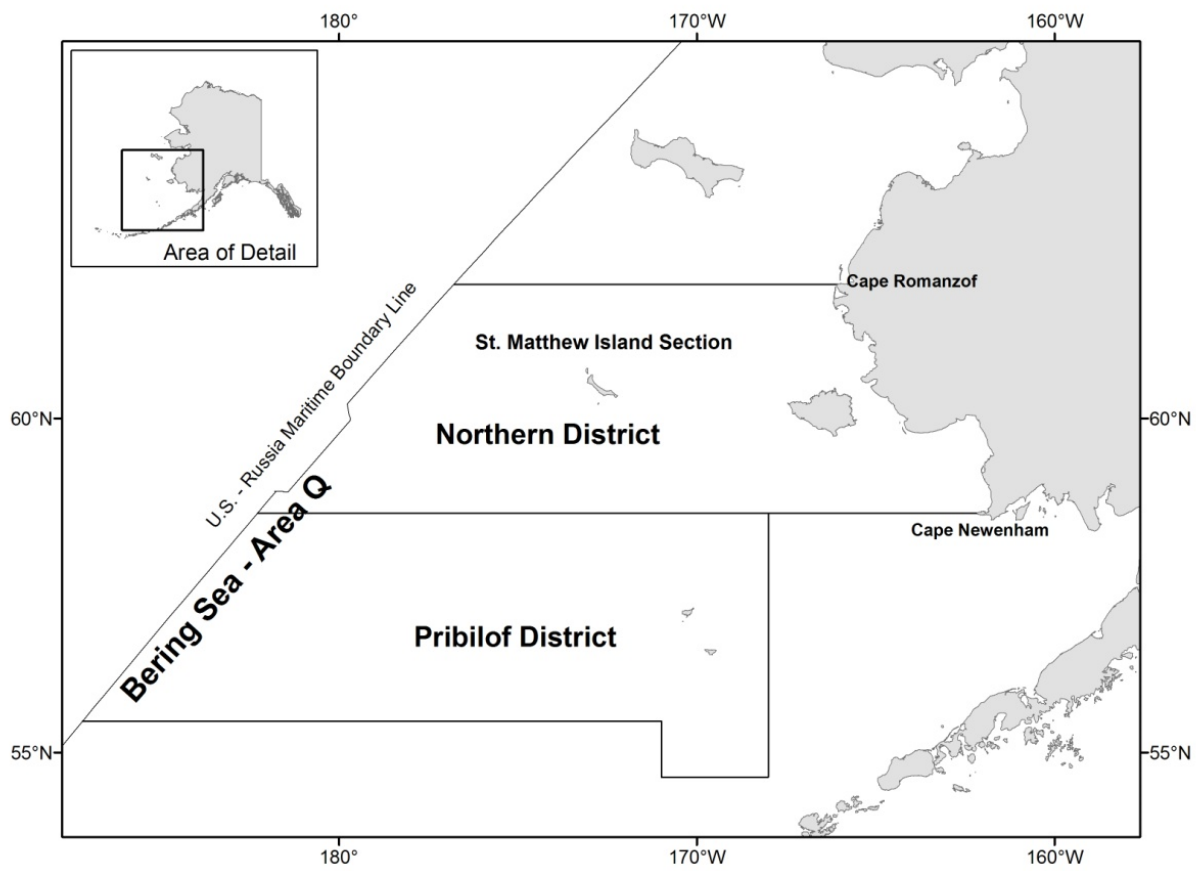 180°
170°W
160°W
Area of Detail
Cape Romanzof
U.S. - Russia Maritime Boundary Line
St. Matthew Island Section
60°N
60°N
Northern District
Bering Sea - Area Q
Cape Newenham
Pribilof District
55°N
55°N
180°
170°W
160°W